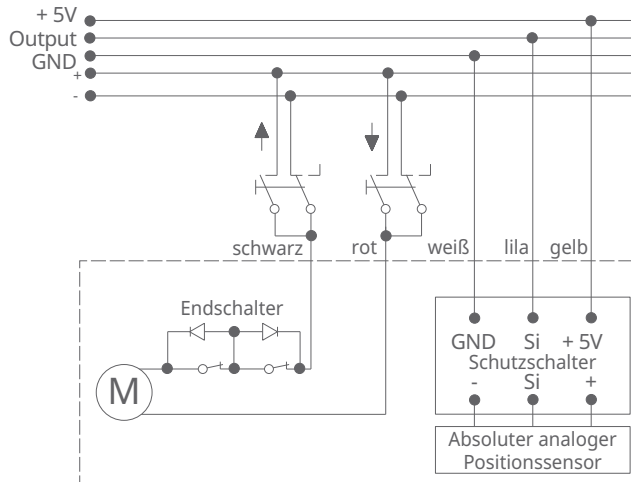 + 5V
Output
GND
+
-
schwarz rot weiß lila gelb
Endschalter
M
GND Si + 5V
Schutzschalter
- Si +
Absoluter analoger
Positionssensor